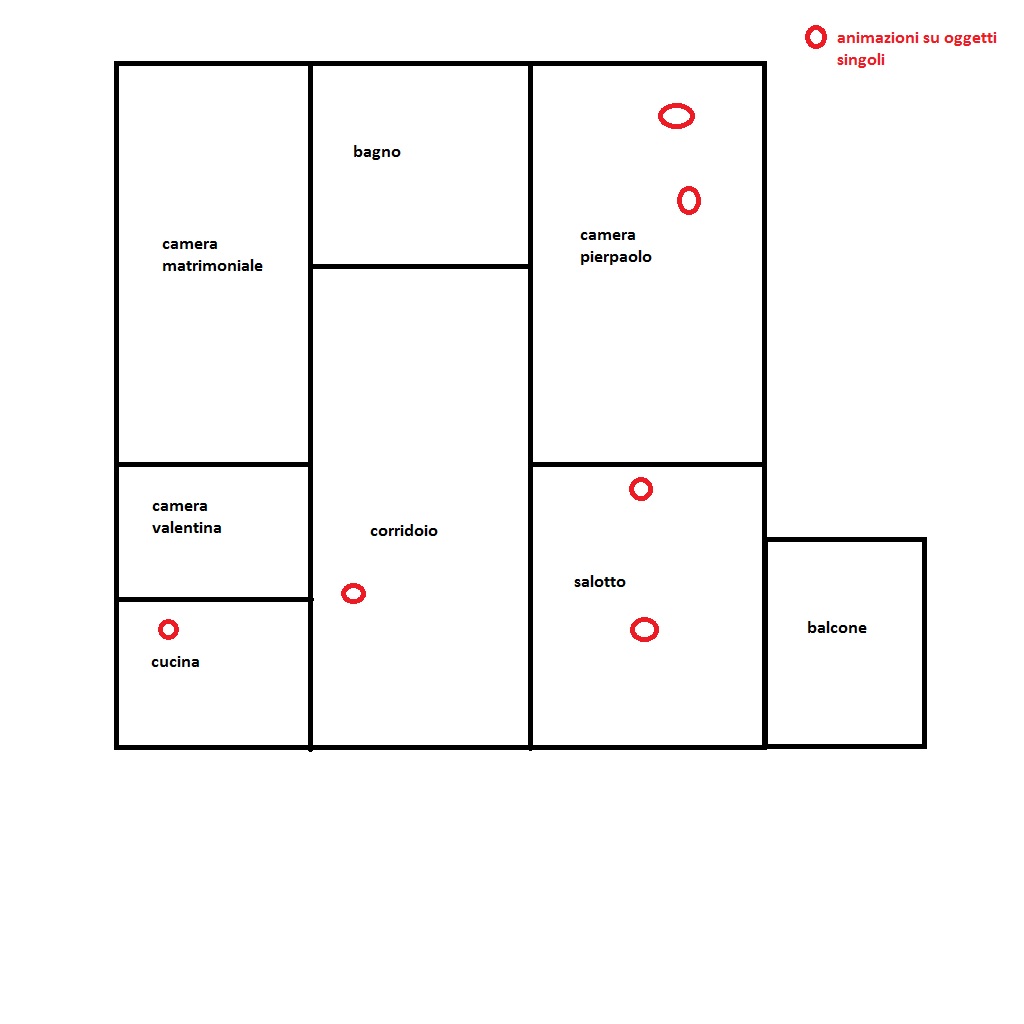 animazioni su oggetti
singoli
bagno
camera
matrimoniale
camera
pierpaolo
camera
valentina
corridoio
salotto
balcone
cucina